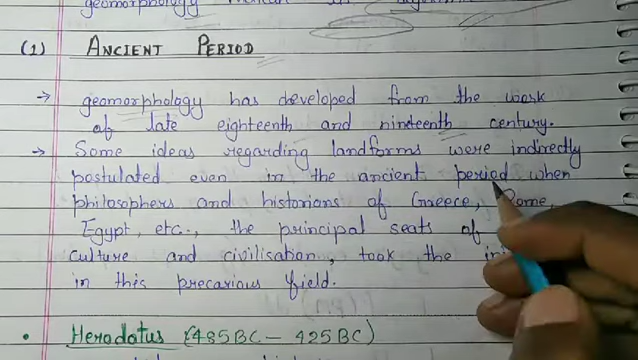 geomorphology
(1) ANCIENT PERIOD
→ geomorphology has developed from the work
of late eighteenth and nineteenth century.
→ Some ideas regarding landforms were indirectly
postulated even in the ancient period when
philosophers and historians of Greece, Rome,
Egypt, etc., the principal seats of
culture and civilisation, took the
in this precarious field.
• Heradatus {485BC - 425BC)